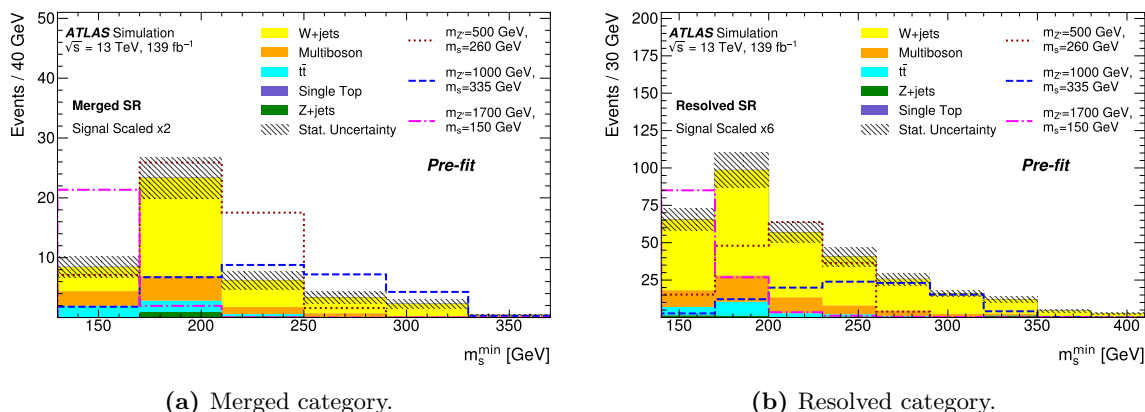 ATLAS Simulation
√s = 13 TeV, 139 fb⁻¹
Merged SR
Signal Scaled x2
W+jets
Multiboson
tt̄
Single Top
Z+jets
Stat. Uncertainty
m_Z'=500 GeV,
m_s=260 GeV
m_Z'=1000 GeV,
m_s=335 GeV
m_Z'=1700 GeV,
m_s=150 GeV
Pre-fit
Events / 40 GeV
50
40
30
20
10
0
150 200 250 300 350
m_s^min [GeV]
(a) Merged category.
ATLAS Simulation
√s = 13 TeV, 139 fb⁻¹
Resolved SR
Signal Scaled x6
W+jets
Multiboson
tt̄
Z+jets
Single Top
Stat. Uncertainty
m_Z'=500 GeV,
m_s=260 GeV
m_Z'=1000 GeV,
m_s=335 GeV
m_Z'=1700 GeV,
m_s=150 GeV
Pre-fit
Events / 30 GeV
200
175
150
125
100
75
50
25
0
150 200 250 300 350 400
m_s^min [GeV]
(b) Resolved category.